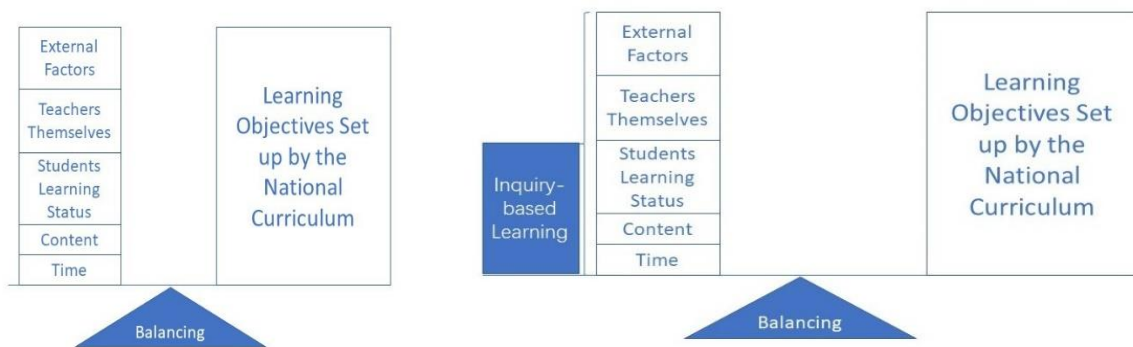 External
Factors
Teachers
Themselves
Students
Learning
Status
Content
Time
Learning
Objectives Set
up by the
National
Curriculum
Balancing
Inquiry-
based
Learning
External
Factors
Teachers
Themselves
Students
Learning
Status
Content
Time
Learning
Objectives Set
up by the
National
Curriculum
Balancing